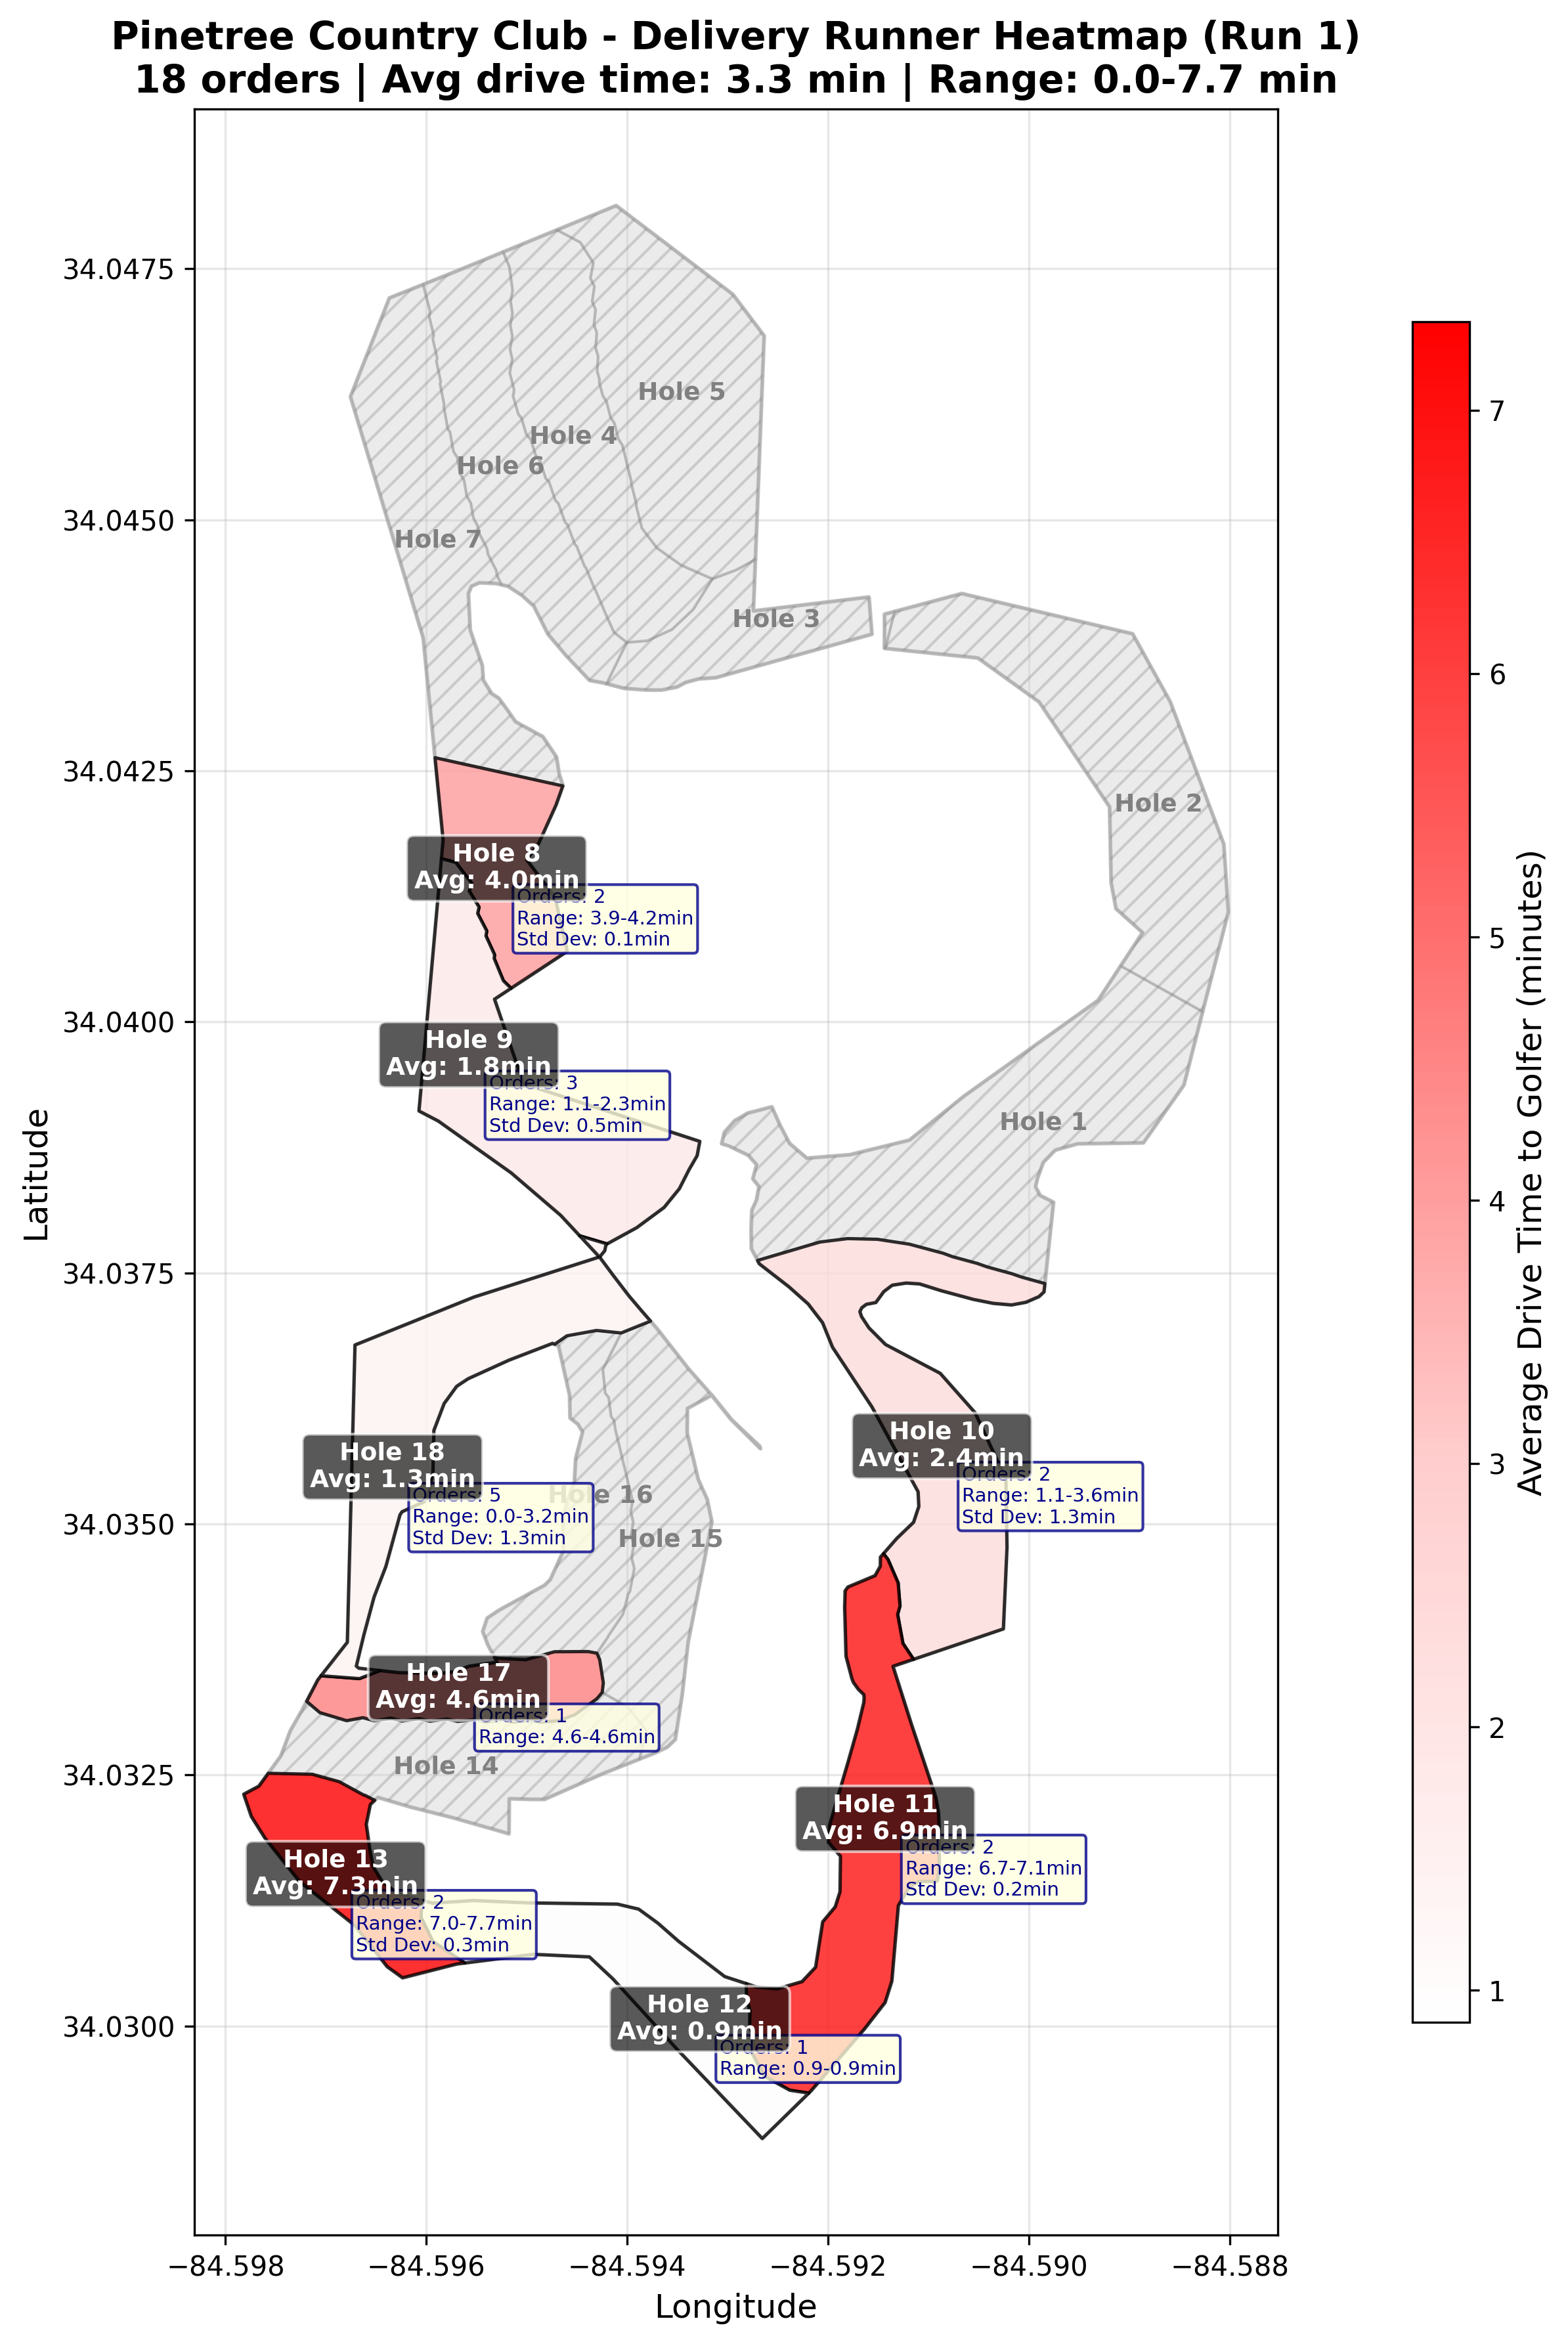 Pinetree Country Club - Delivery Runner Heatmap (Run 1)
18 orders | Avg drive time: 3.3 min | Range: 0.0-7.7 min
34.0475
34.0450
34.0425
34.0400
34.0375
34.0350
34.0325
34.0300
Latitude
Hole 5
Hole 4
Hole 6
Hole 7
Hole 3
Hole 2
Hole 8
Avg: 4.0min
Orders: 2
Range: 3.9-4.2min
Std Dev: 0.1min
Hole 9
Avg: 1.8min
Orders: 3
Range: 1.1-2.3min
Std Dev: 0.5min
Hole 1
Hole 10
Avg: 2.4min
Orders: 2
Range: 1.1-3.6min
Std Dev: 1.3min
Hole 18
Avg: 1.3min
Orders: 5
Range: 0.0-3.2min
Std Dev: 1.3min
Hole 16
Hole 15
Hole 17
Avg: 4.6min
Orders: 1
Range: 4.6-4.6min
Hole 14
Hole 11
Avg: 6.9min
Orders: 2
Range: 6.7-7.1min
Std Dev: 0.2min
Hole 13
Avg: 7.3min
Orders: 2
Range: 7.0-7.7min
Std Dev: 0.3min
Hole 12
Avg: 0.9min
Orders: 1
Range: 0.9-0.9min
−84.598
−84.596
−84.594
−84.592
−84.590
−84.588
Longitude
7
6
5
4
3
2
1
Average Drive Time to Golfer (minutes)